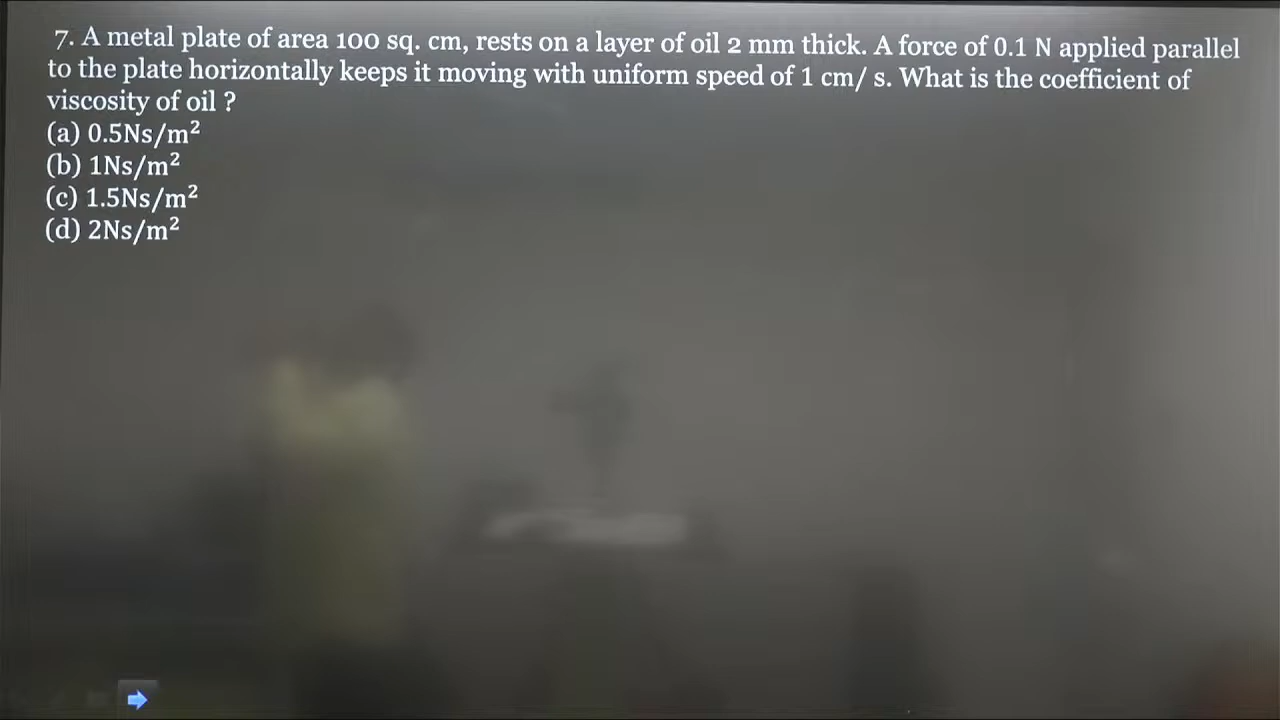 7. A metal plate of area 100 sq. cm, rests on a layer of oil 2 mm thick. A force of 0.1 N applied parallel
to the plate horizontally keeps it moving with uniform speed of 1 cm/ s. What is the coefficient of
viscosity of oil ?
(a) 0.5Ns/m²
(b) 1Ns/m²
(c) 1.5Ns/m²
(d) 2Ns/m²